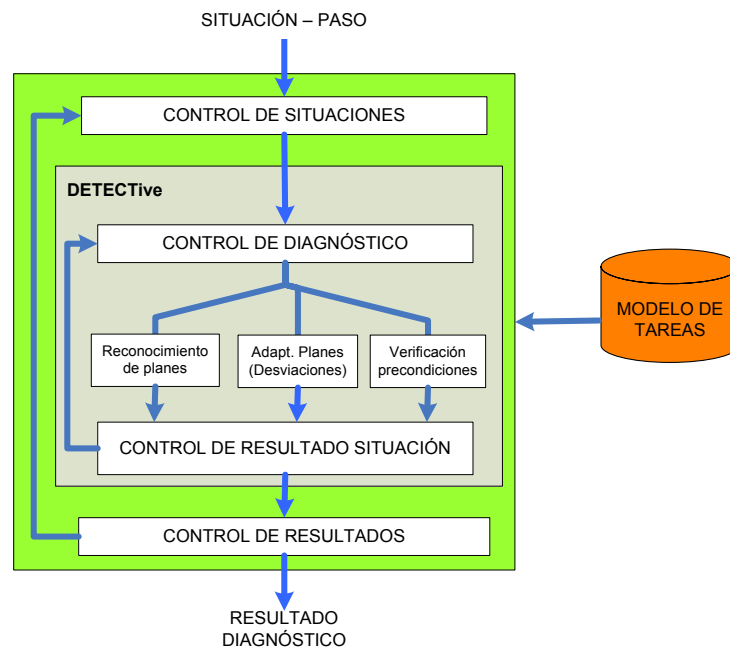 SITUACIÓN – PASO
CONTROL DE SITUACIONES
DETECTive
CONTROL DE DIAGNÓSTICO
Reconocimiento
de planes
Adapt. Planes
(Desviaciones)
Verificación
precondiciones
CONTROL DE RESULTADO SITUACIÓN
CONTROL DE RESULTADOS
RESULTADO
DIAGNÓSTICO
MODELO DE
TAREAS